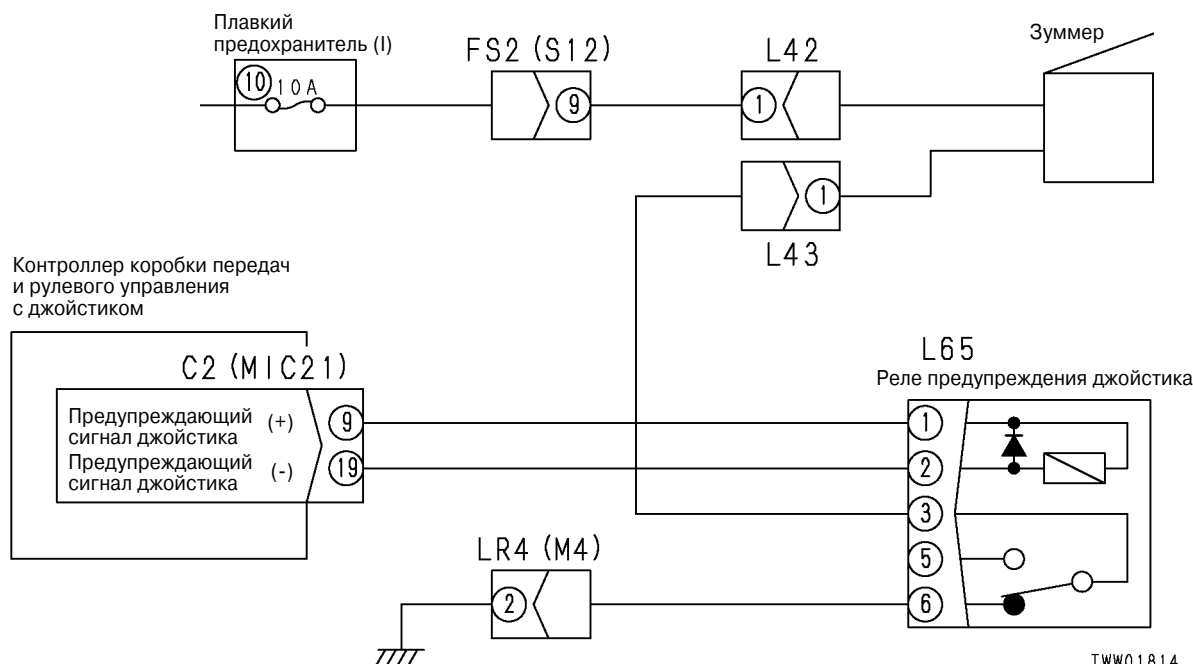 Плавкий
предохранитель (I)
10
10A
FS2 (S12)
9
L42
1
Зуммер
1
L43
Контроллер коробки передач
и рулевого управления
с джойстиком
C2 (MIC21)
Предупреждающий
сигнал джойстика
(+)
9
Предупреждающий
сигнал джойстика
(-)
19
L65
Реле предупреждения джойстика
1
2
3
5
6
LR4 (M4)
2
TWW01814